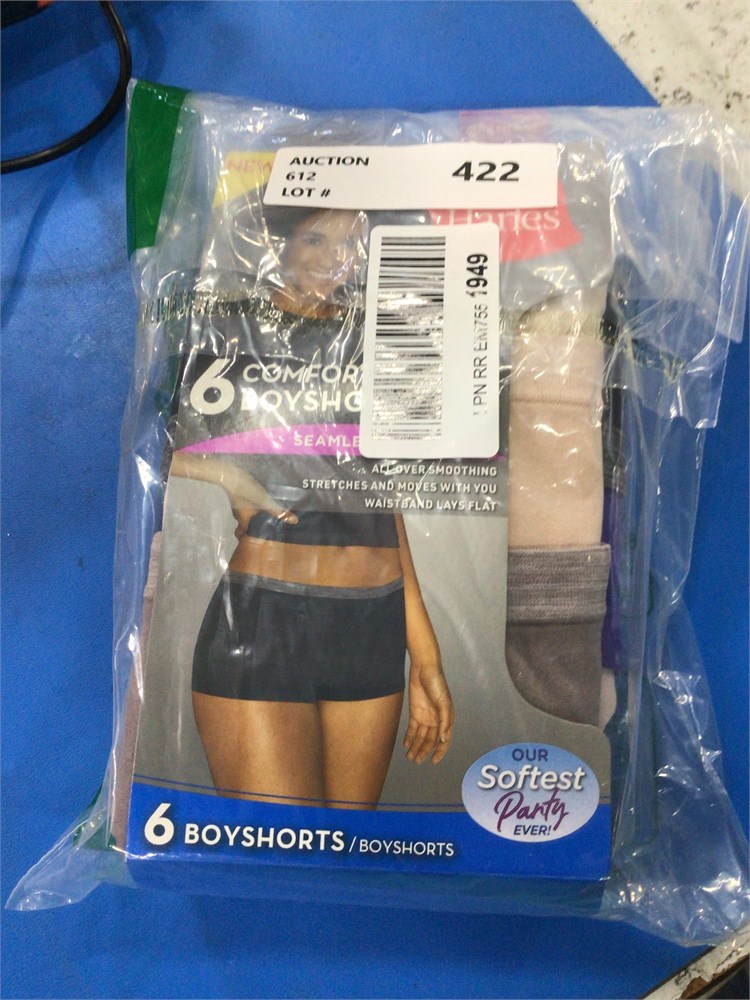 NEW
AUCTION
612
LOT #
422
Hanes
LPN RR EM755 1949
6 COMFOR
BOYSHO
SEAMLE
ALL OVER SMOOTHING
STRETCHES AND MOVES WITH YOU
WAISTBAND LAYS FLAT
OUR
Softest
Panty
EVER!
6 BOYSHORTS / BOYSHORTS